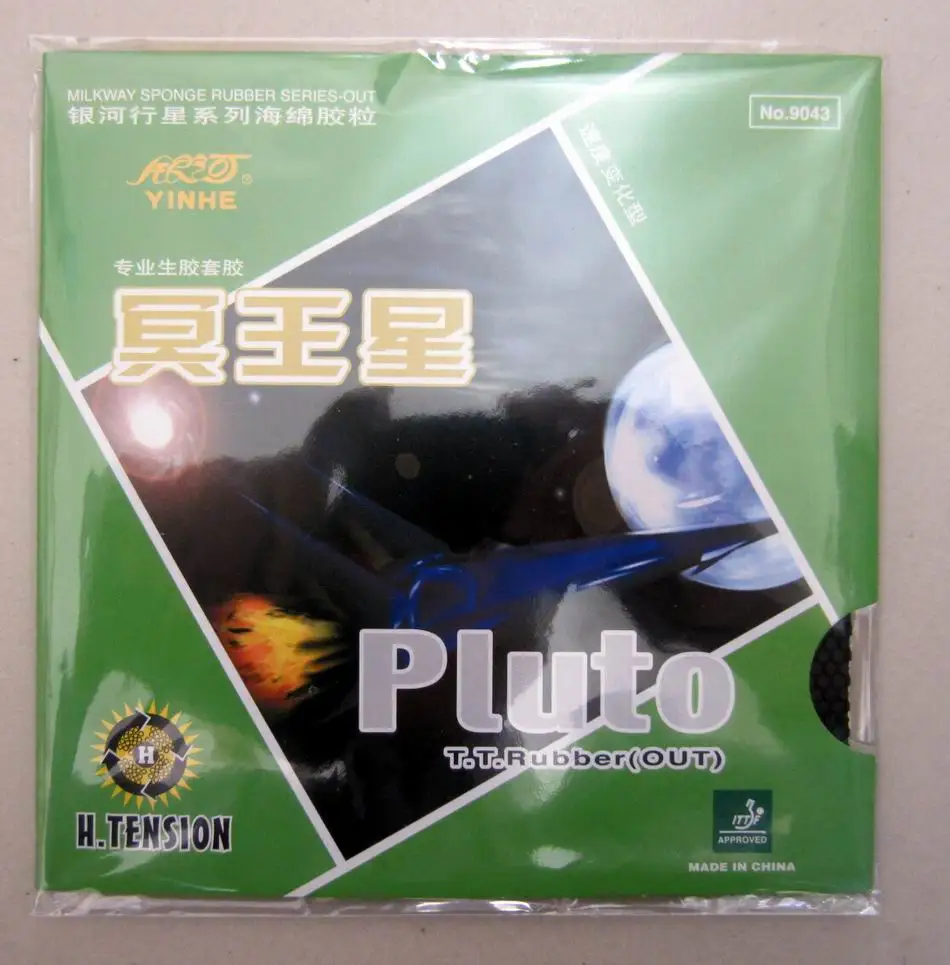 MILKWAY SPONGE RUBBER SERIES-OUT
银河行星系列海绵胶粒
No.9043
银河®
YINHE
速度变化型
专业生胶套胶
冥王星
Pluto
T.T.Rubber(OUT)
H
H.TENSION
ITTF
APPROVED
MADE IN CHINA